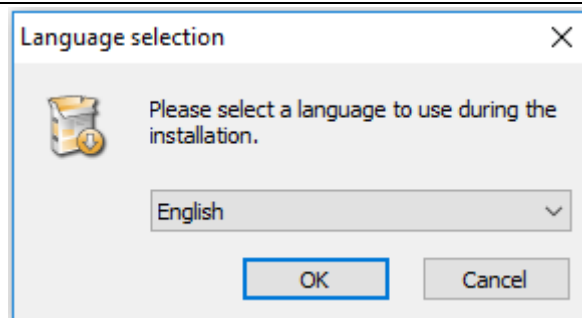 Language selection
Please select a language to use during the
installation.
English
OK
Cancel